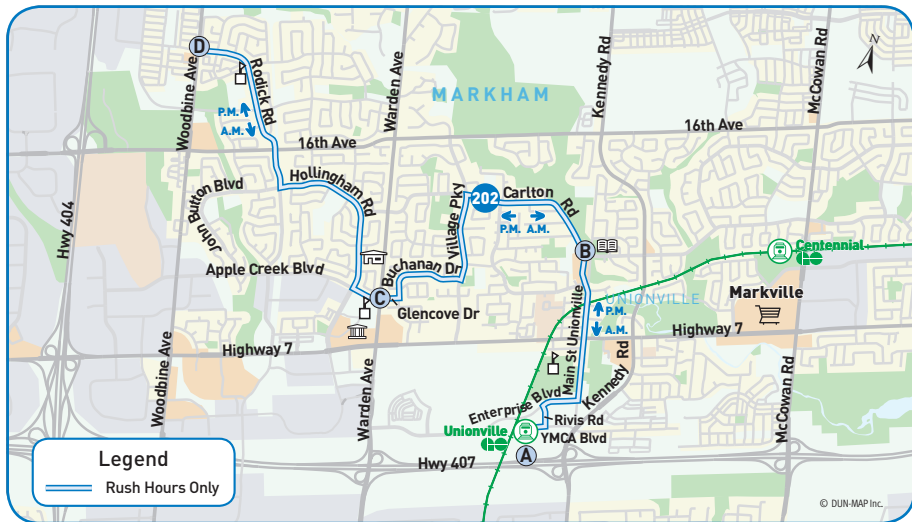 D
Woodbine Ave
Rodick Rd
P.M.
A.M.
Warden Ave
MARKHAM
Kennedy Rd
McCowan Rd
N
16th Ave
16th Ave
Hwy 404
John Button Blvd
Hollingham Rd
Village Pky
202
Carlton
Rd
P.M. A.M.
B
Centennial
Apple Creek Blvd
Buchanan Dr
C
Glencove Dr
UNIONVILLE
Markville
P.M.
A.M.
Highway 7
Highway 7
Main St Unionville
Kennedy Rd
Woodbine Ave
Warden Ave
McCowan Rd
Enterprise Blvd
Rivis Rd
Unionville
YMCA Blvd
A
Hwy 407
Legend
Rush Hours Only
© DUN-MAP Inc.